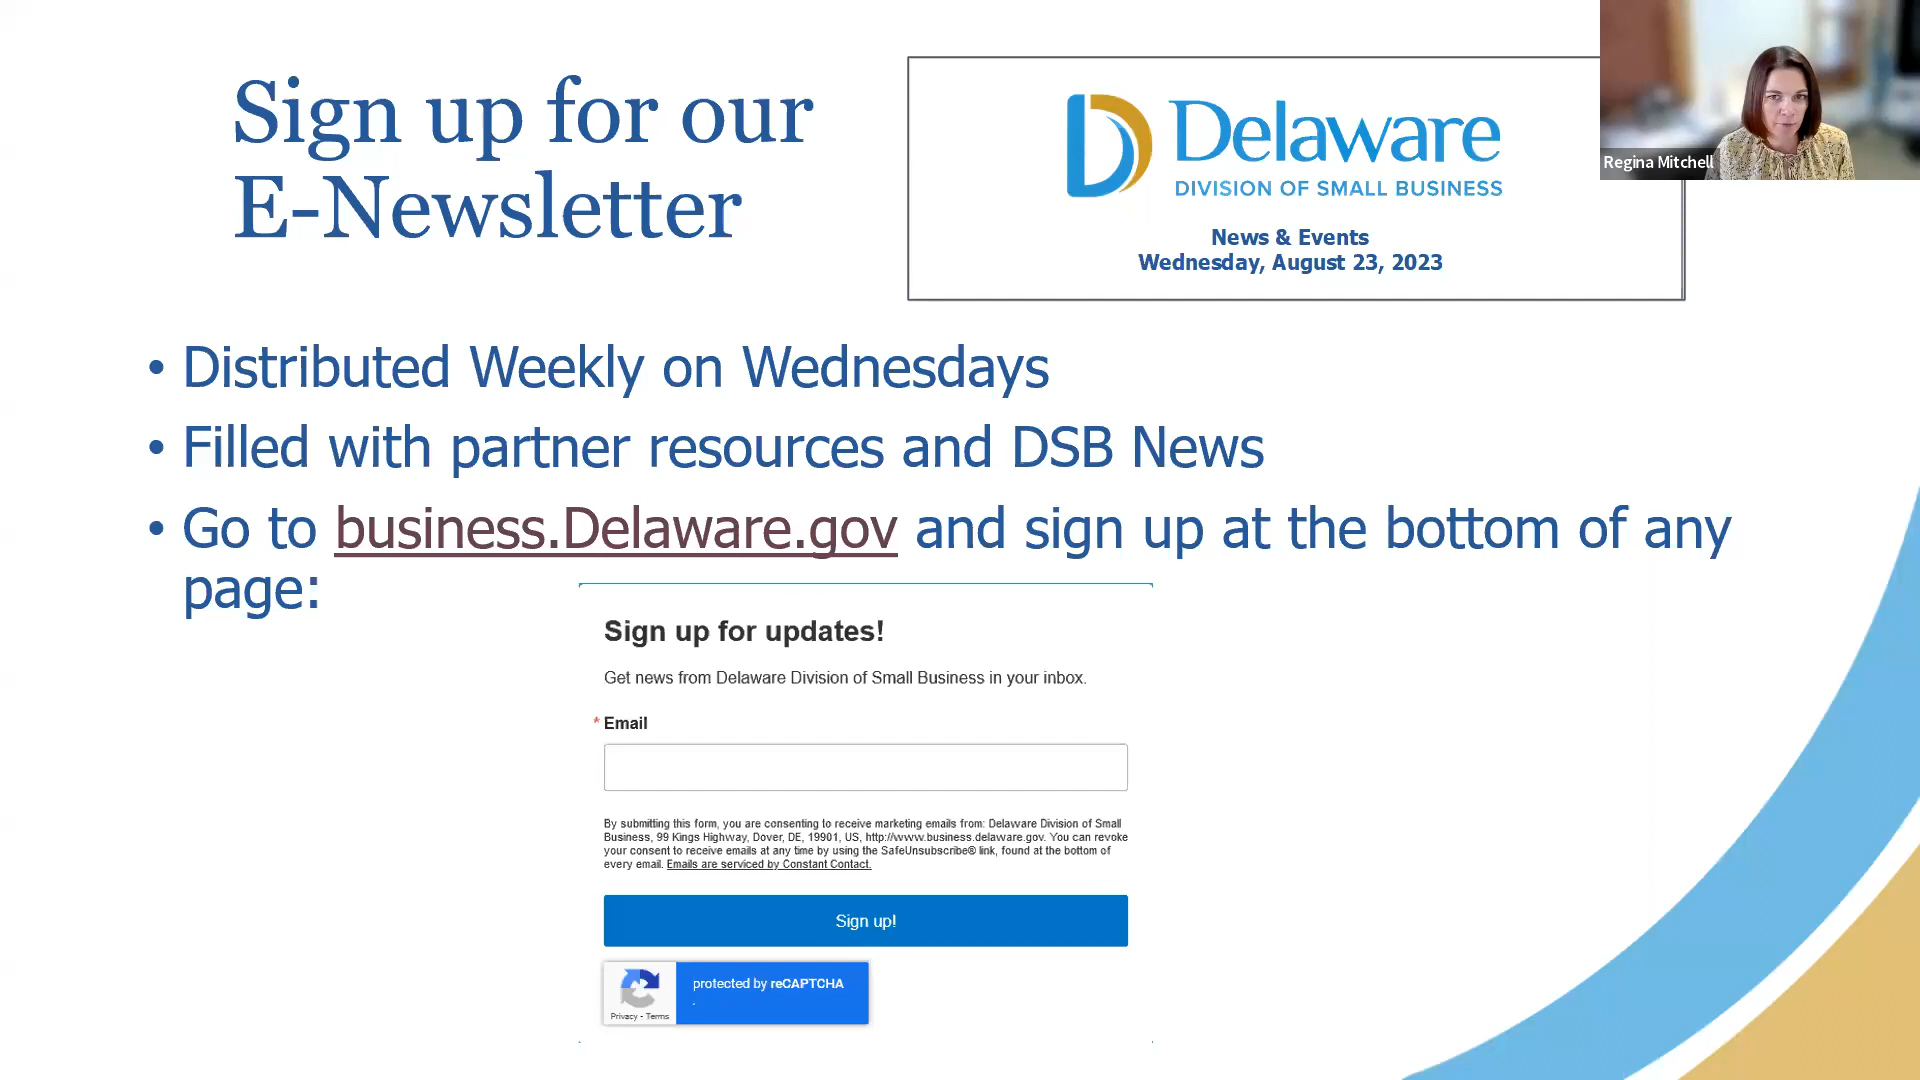 Sign up for our
E-Newsletter
Delaware
DIVISION OF SMALL BUSINESS
News & Events
Wednesday, August 23, 2023
Regina Mitchell
• Distributed Weekly on Wednesdays
• Filled with partner resources and DSB News
• Go to business.Delaware.gov and sign up at the bottom of any
page:
Sign up for updates!
Get news from Delaware Division of Small Business in your inbox.
* Email
By submitting this form, you are consenting to receive marketing emails from: Delaware Division of Small
Business, 99 Kings Highway, Dover, DE, 19901, US, http://www.business.delaware.gov. You can revoke
your consent to receive emails at any time by using the SafeUnsubscribe® link, found at the bottom of
every email. Emails are serviced by Constant Contact.
Sign up!
protected by reCAPTCHA
Privacy - Terms